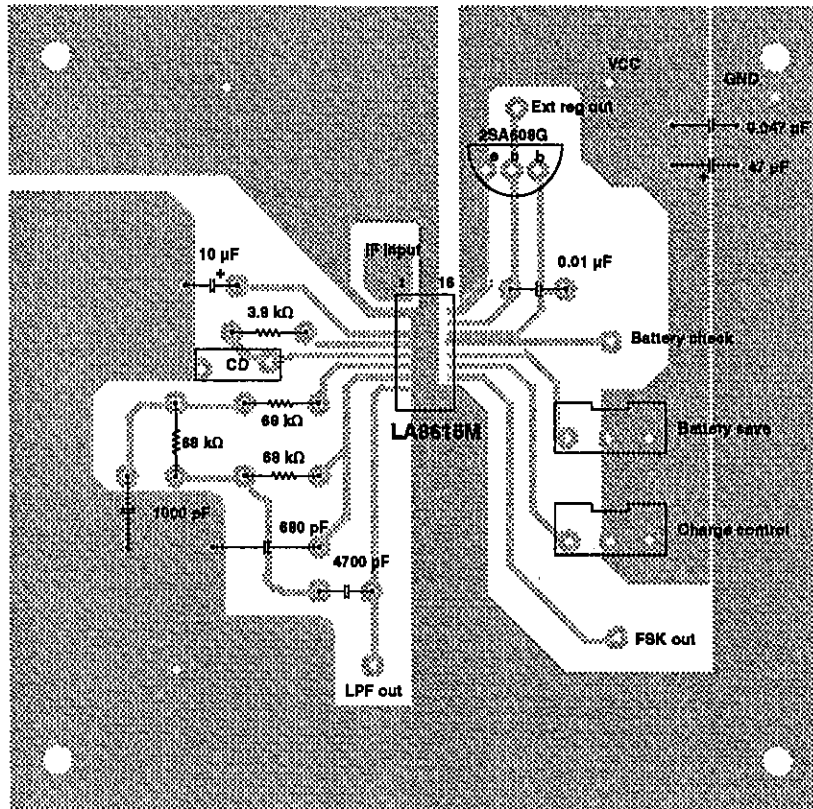 VCC
GND
Ext reg out
2SA608G
e c b
0.047 µF
47 µF
+
IF input
10 µF
+
1
16
0.01 µF
3.9 kΩ
CD
Battery check
68 kΩ
LA8616M
Battery save
68 kΩ
68 kΩ
1000 pF
680 pF
Charge control
4700 pF
FSK out
LPF out